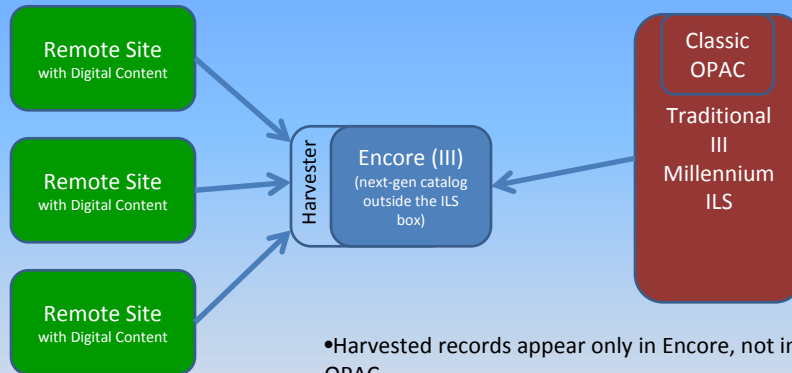 Remote Site
with Digital Content
Remote Site
with Digital Content
Remote Site
with Digital Content
Harvester
Encore (III)
(next-gen catalog
outside the ILS
box)
Classic
OPAC
Traditional
III
Millennium
ILS
•Harvested records appear only in Encore, not in
OPAC